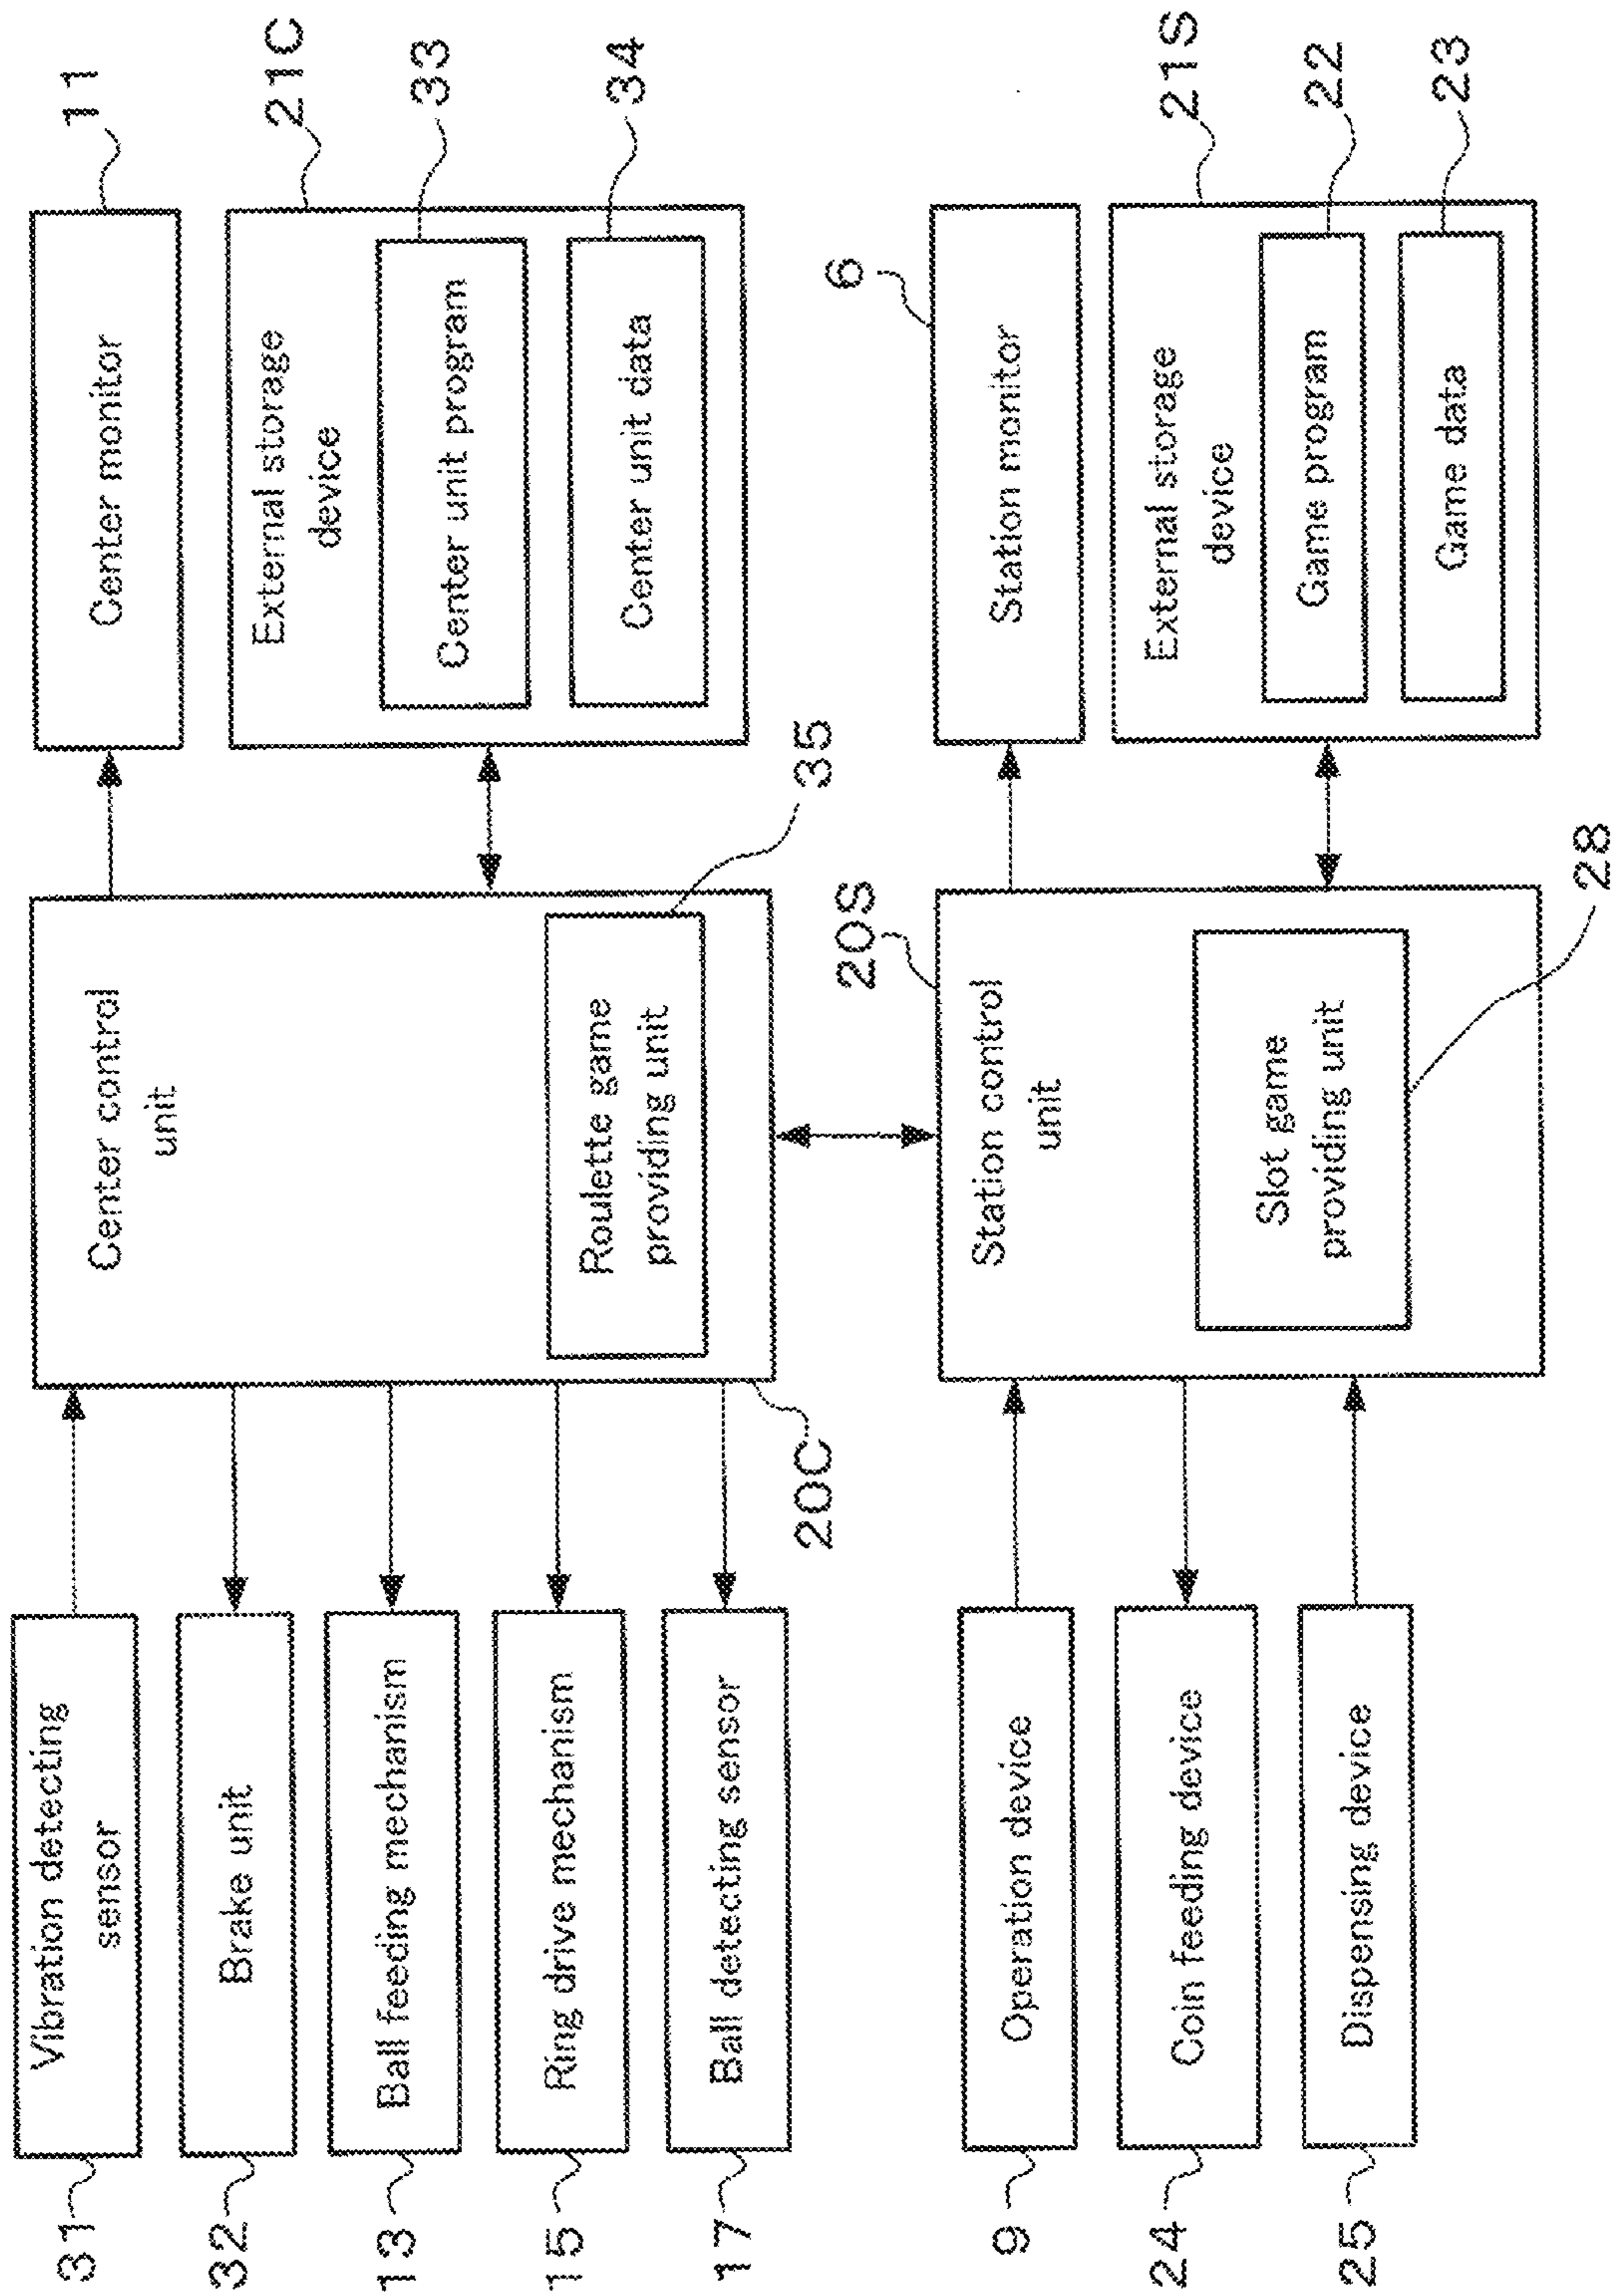 31
Vibration detecting
sensor
32
Brake unit
13
Ball feeding mechanism
15
Ring drive mechanism
17
Ball detecting sensor
Center control
unit
Roulette game
providing unit
35
20C
Center monitor
11
External storage
device
21C
Center unit program
33
Center unit data
34
9
Operation device
24
Coin feeding device
25
Dispensing device
20S
Station control
unit
Slot game
providing unit
28
6
Station monitor
External storage
device
21S
Game program
22
Game data
23